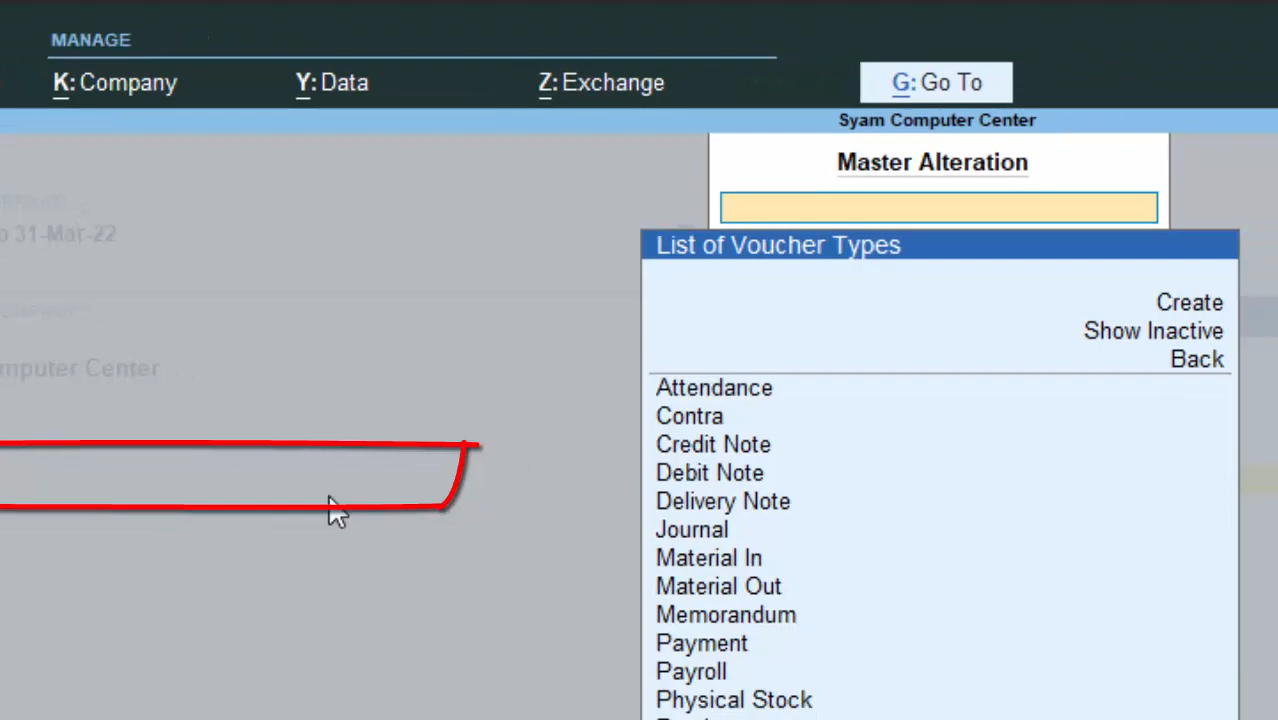 MANAGE
K: Company Y: Data Z: Exchange G: Go To
Syam Computer Center
Master Alteration
31-Mar-22
List of Voucher Types
Create
Show Inactive
Back
Computer Center
Attendance
Contra
Credit Note
Debit Note
Delivery Note
Journal
Material In
Material Out
Memorandum
Payment
Payroll
Physical Stock